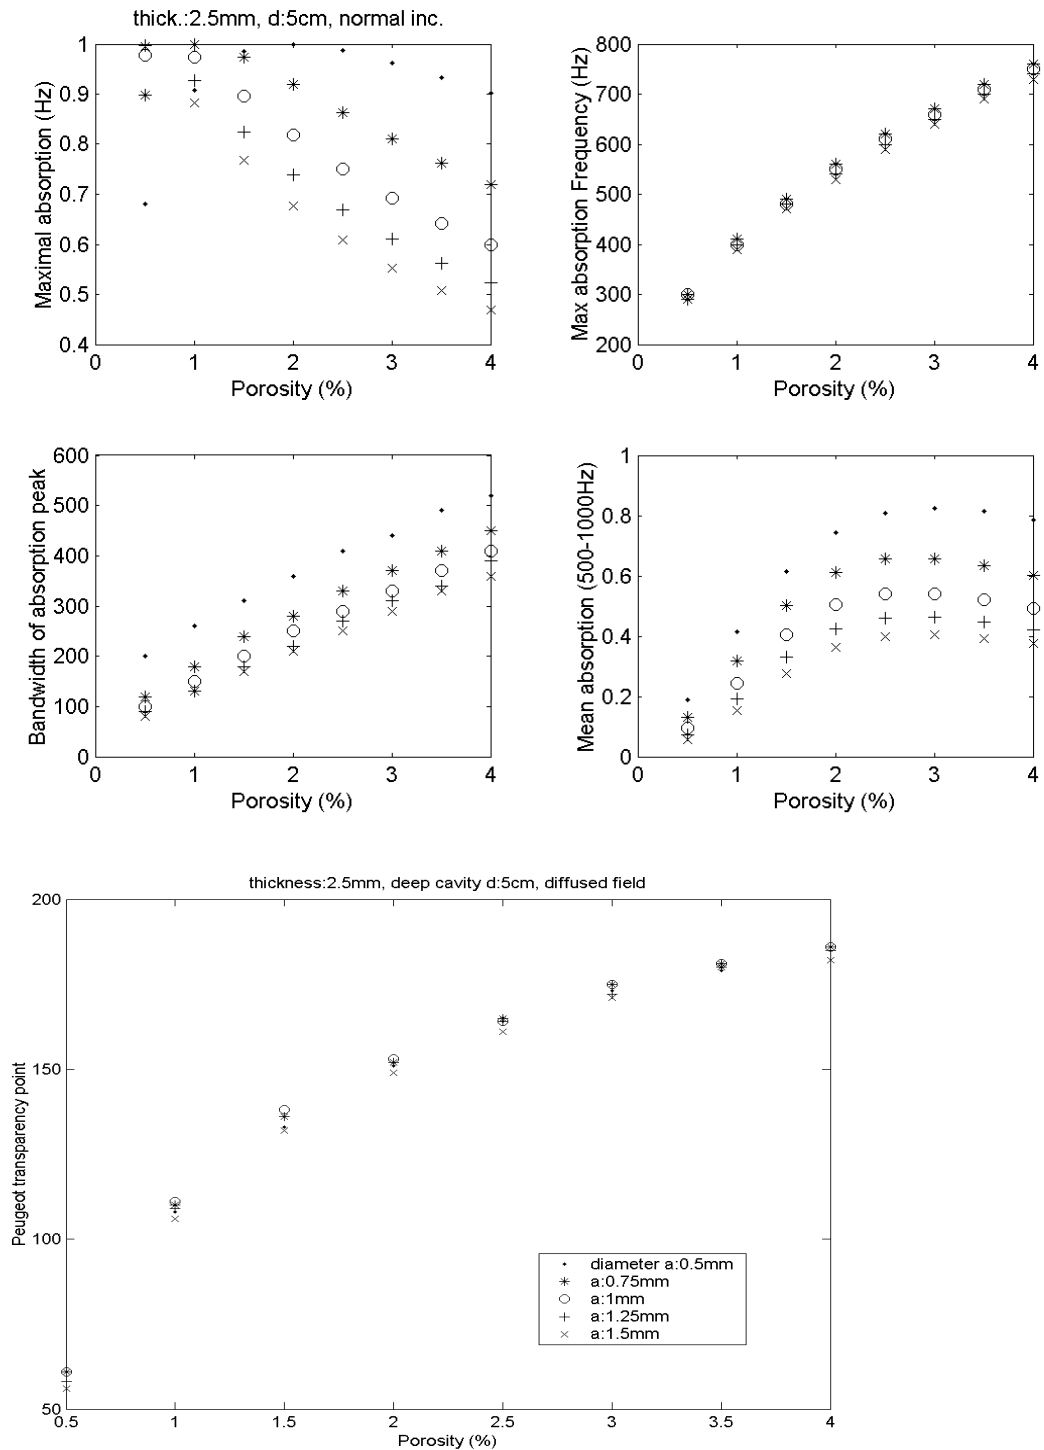 thick.:2.5mm, d:5cm, normal inc.
Maximal absorption (Hz)
1
0.9
0.8
0.7
0.6
0.5
0.4
0 1 2 3 4
Porosity (%)
Max absorption Frequency (Hz)
800
700
600
500
400
300
200
0 1 2 3 4
Porosity (%)
Bandwidth of absorption peak
600
500
400
300
200
100
0
0 1 2 3 4
Porosity (%)
Mean absorption (500-1000Hz)
1
0.8
0.6
0.4
0.2
0
0 1 2 3 4
Porosity (%)
thickness:2.5mm, deep cavity d:5cm, diffused field
Peugeot transparency point
200
150
100
50
0.5 1 1.5 2 2.5 3 3.5 4
Porosity (%)
diameter a:0.5mm
a:0.75mm
a:1mm
a:1.25mm
a:1.5mm